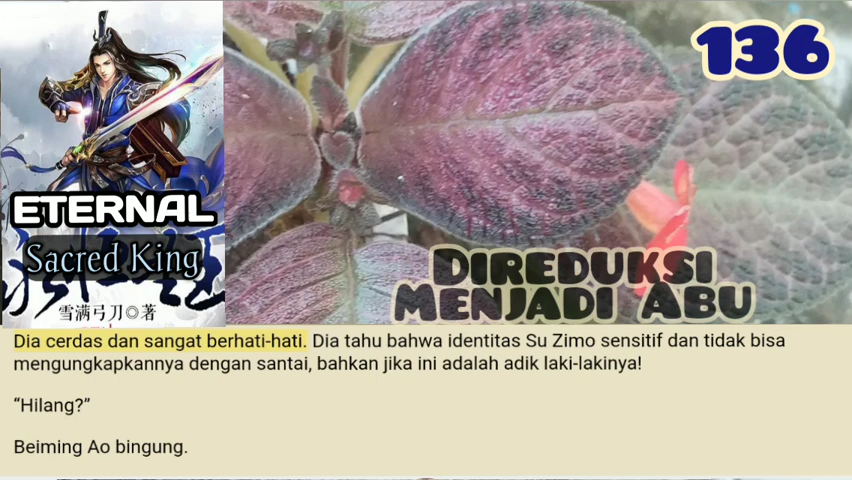 136
ETERNAL
Sacred King
雪满弓刀◎著
DIREDUKSI
MENJADI ABU
Dia cerdas dan sangat berhati-hati. Dia tahu bahwa identitas Su Zimo sensitif dan tidak bisa
mengungkapkannya dengan santai, bahkan jika ini adalah adik laki-lakinya!
“Hilang?”
Beiming Ao bingung.